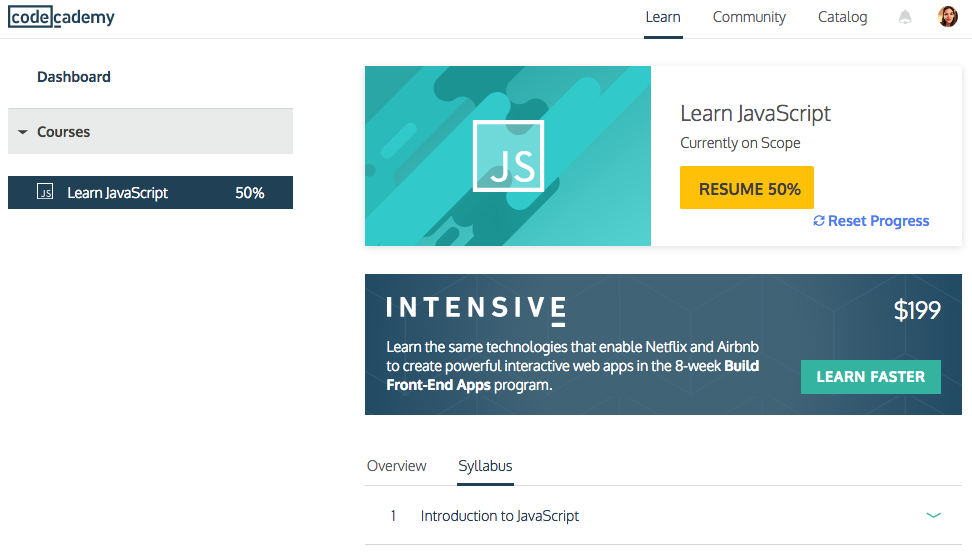 codecademy
Learn
Community
Catalog
Dashboard
Courses
JS
Learn JavaScript
50%
JS
Learn JavaScript
Currently on Scope
RESUME 50%
Reset Progress
INTENSIVE
$199
Learn the same technologies that enable Netflix and Airbnb
to create powerful interactive web apps in the 8-week Build
Front-End Apps program.
LEARN FASTER
Overview
Syllabus
1
Introduction to JavaScript